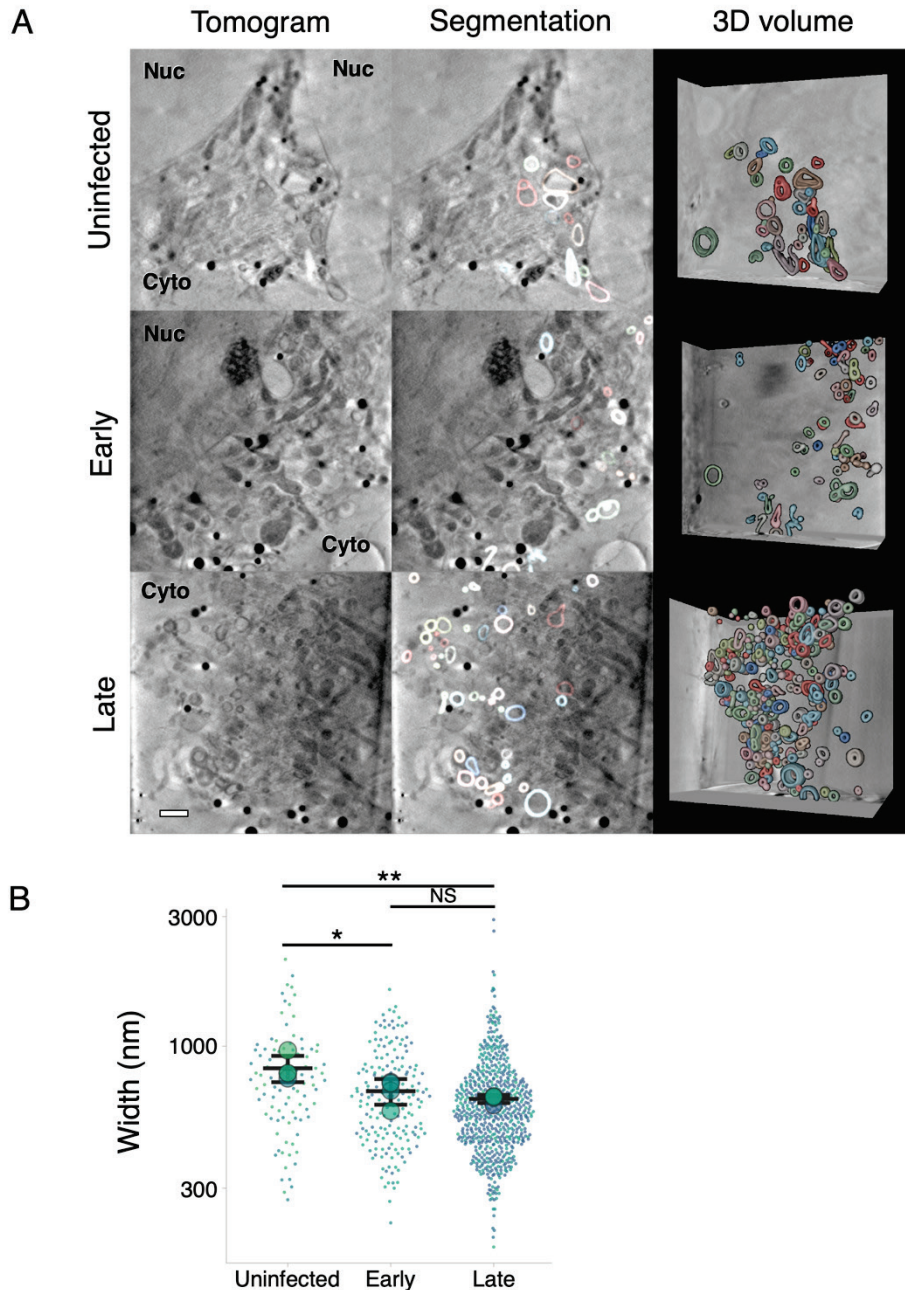 A
Tomogram Segmentation 3D volume
Uninfected
Nuc Nuc
Cyto
Early
Nuc
Cyto
Late
Cyto
B
**
NS
*
Width (nm)
3000
1000
300
Uninfected Early Late